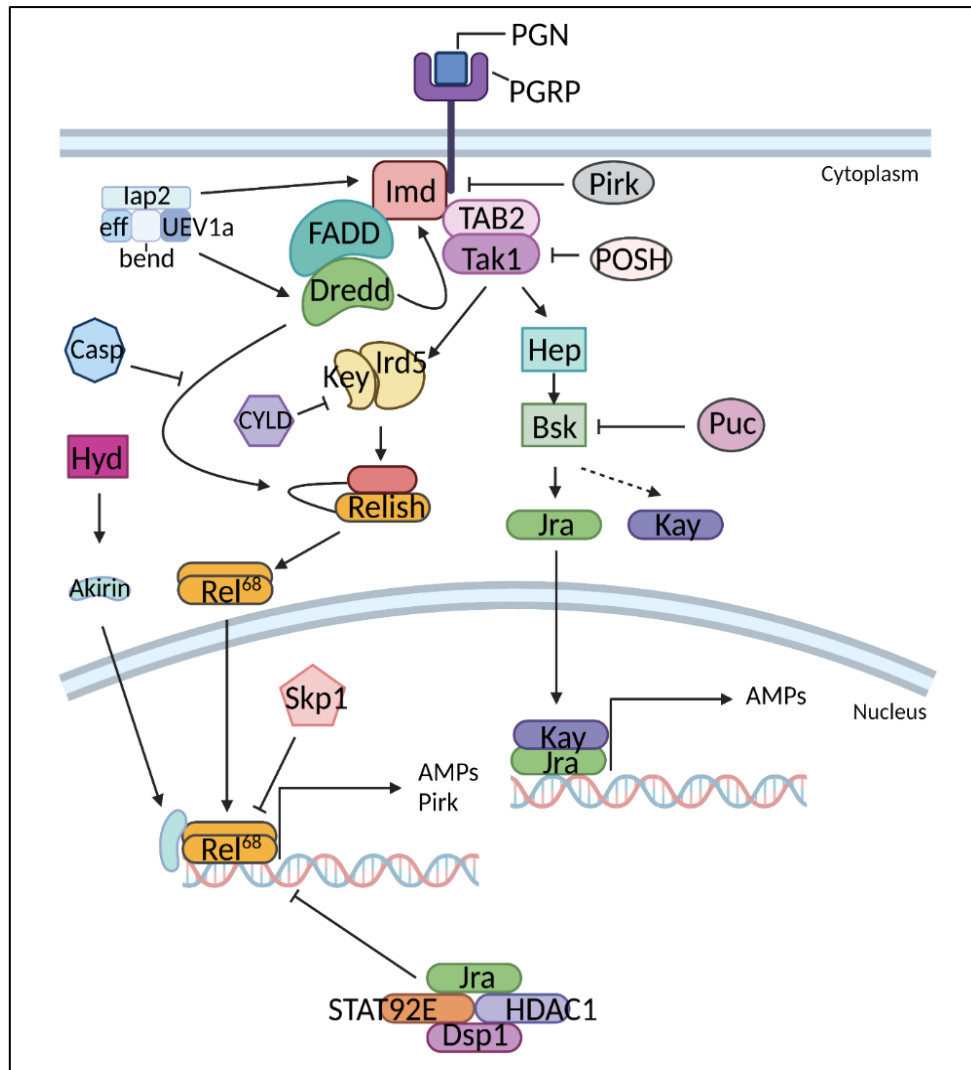 PGN
PGRP
Cytoplasm
Iap2
eff UEV1a
bend
Imd
Pirk
FADD
TAB2
Tak1
POSH
Dredd
Casp
Key Ird5
Hep
CYLD
Bsk
Puc
Hyd
Relish
Jra
Kay
Akirin
Rel⁶⁸
Skp1
Nucleus
AMPs
Kay
Jra
AMPs
Pirk
Rel⁶⁸
Jra
STAT92E HDAC1
Dsp1